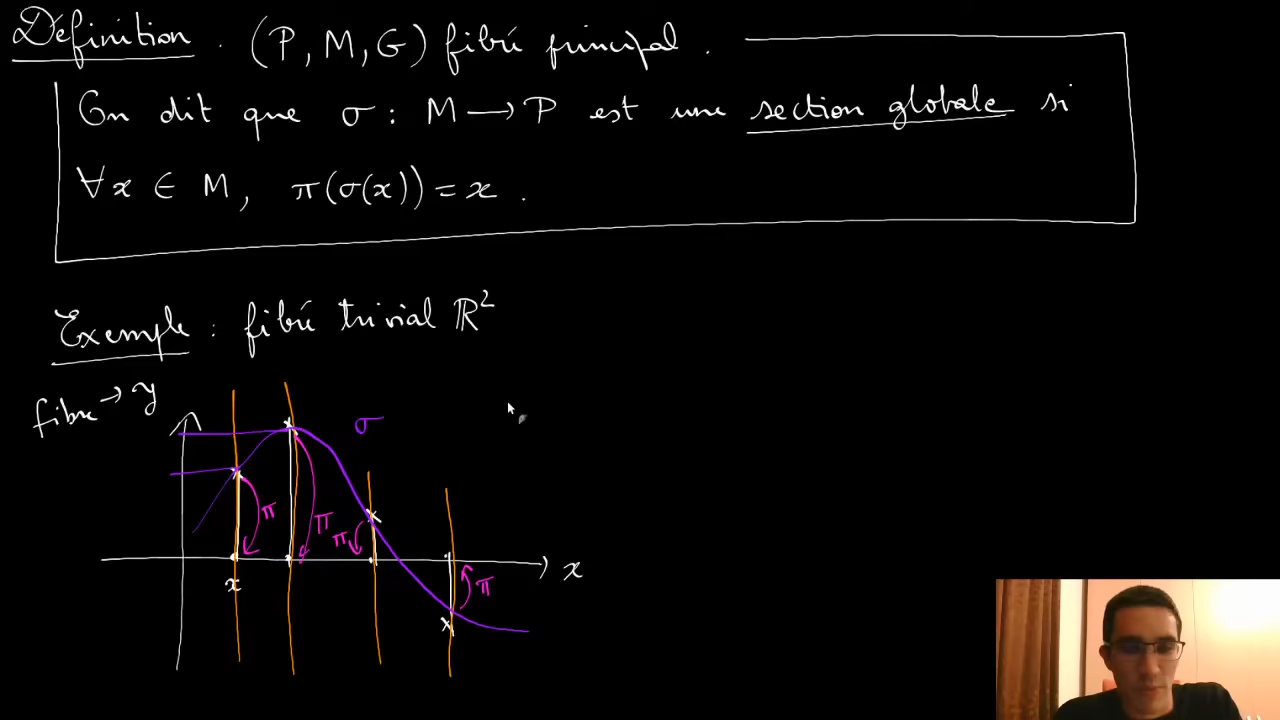 Définition. (P, M, G) fibré principal.
On dit que σ : M → P est une section globale si
∀x ∈ M, π(σ(x)) = x.
Exemple : fibré trivial ℝ²
fibre → y
σ
π
π
π
π
x
x